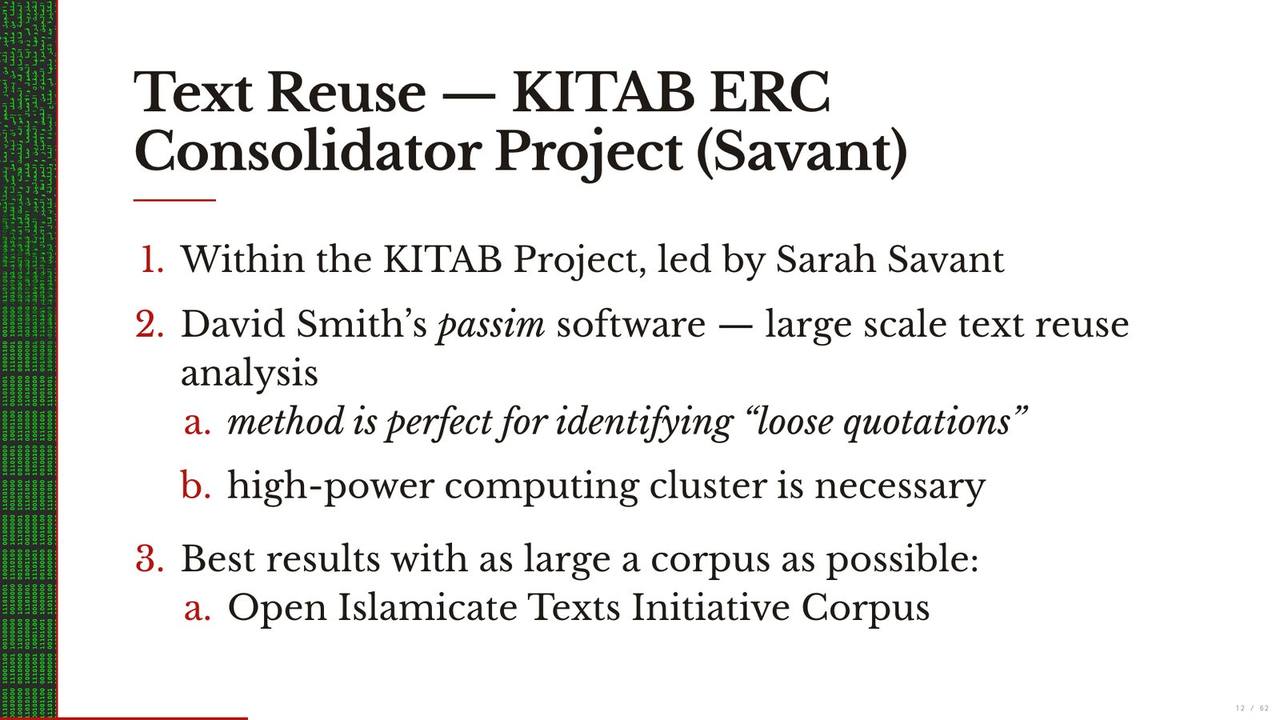 Text Reuse — KITAB ERC
Consolidator Project (Savant)
1. Within the KITAB Project, led by Sarah Savant
2. David Smith’s passim software — large scale text reuse
analysis
a. method is perfect for identifying “loose quotations”
b. high-power computing cluster is necessary
3. Best results with as large a corpus as possible:
a. Open Islamicate Texts Initiative Corpus
12 / 62